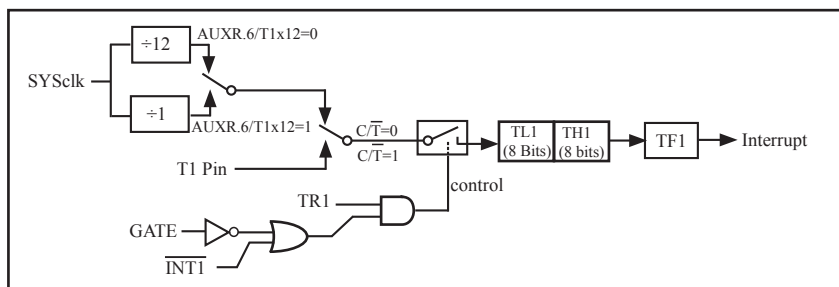 AUXR.6/T1x12=0
÷12
SYSclk
÷1
AUXR.6/T1x12=1
C/T̅=0
C/T̅=1
T1 Pin
TL1
(8 Bits)
TH1
(8 bits)
TF1
Interrupt
control
TR1
GATE
I̅N̅T̅1̅